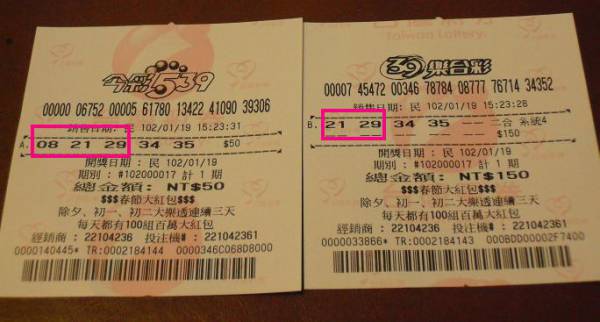 今彩539
00000 06752 00005 61780 13422 41090 39306
銷售日期: 民 102/01/19 15:23:31
A. 08 21 29 34 35 $50
開獎日期 : 民 102/01/19
期別 : #102000017 計 1 期
總金額: NT$50
$$$春節大紅包$$$
除夕、初一、初二大樂透連續三天
每天都有100組百萬大紅包
經銷商 : 22104236 投注機# : 221042361
0000140445* TR:0002184144 0000346C068D8000
Taiwan Lottery
39樂合彩
00007 45472 00346 78784 08777 76714 34352
銷售日期: 民 102/01/19 15:23:28
B. 21 29 34 35 二合 系統4
$150
開獎日期 : 民 102/01/19
期別 : #102000017 計 1 期
總金額: NT$150
$$$春節大紅包$$$
除夕、初一、初二大樂透連續三天
每天都有100組百萬大紅包
經銷商 : 22104236 投注機# : 221042361
0000033866* TR:0002184143 0008DD000002F7400